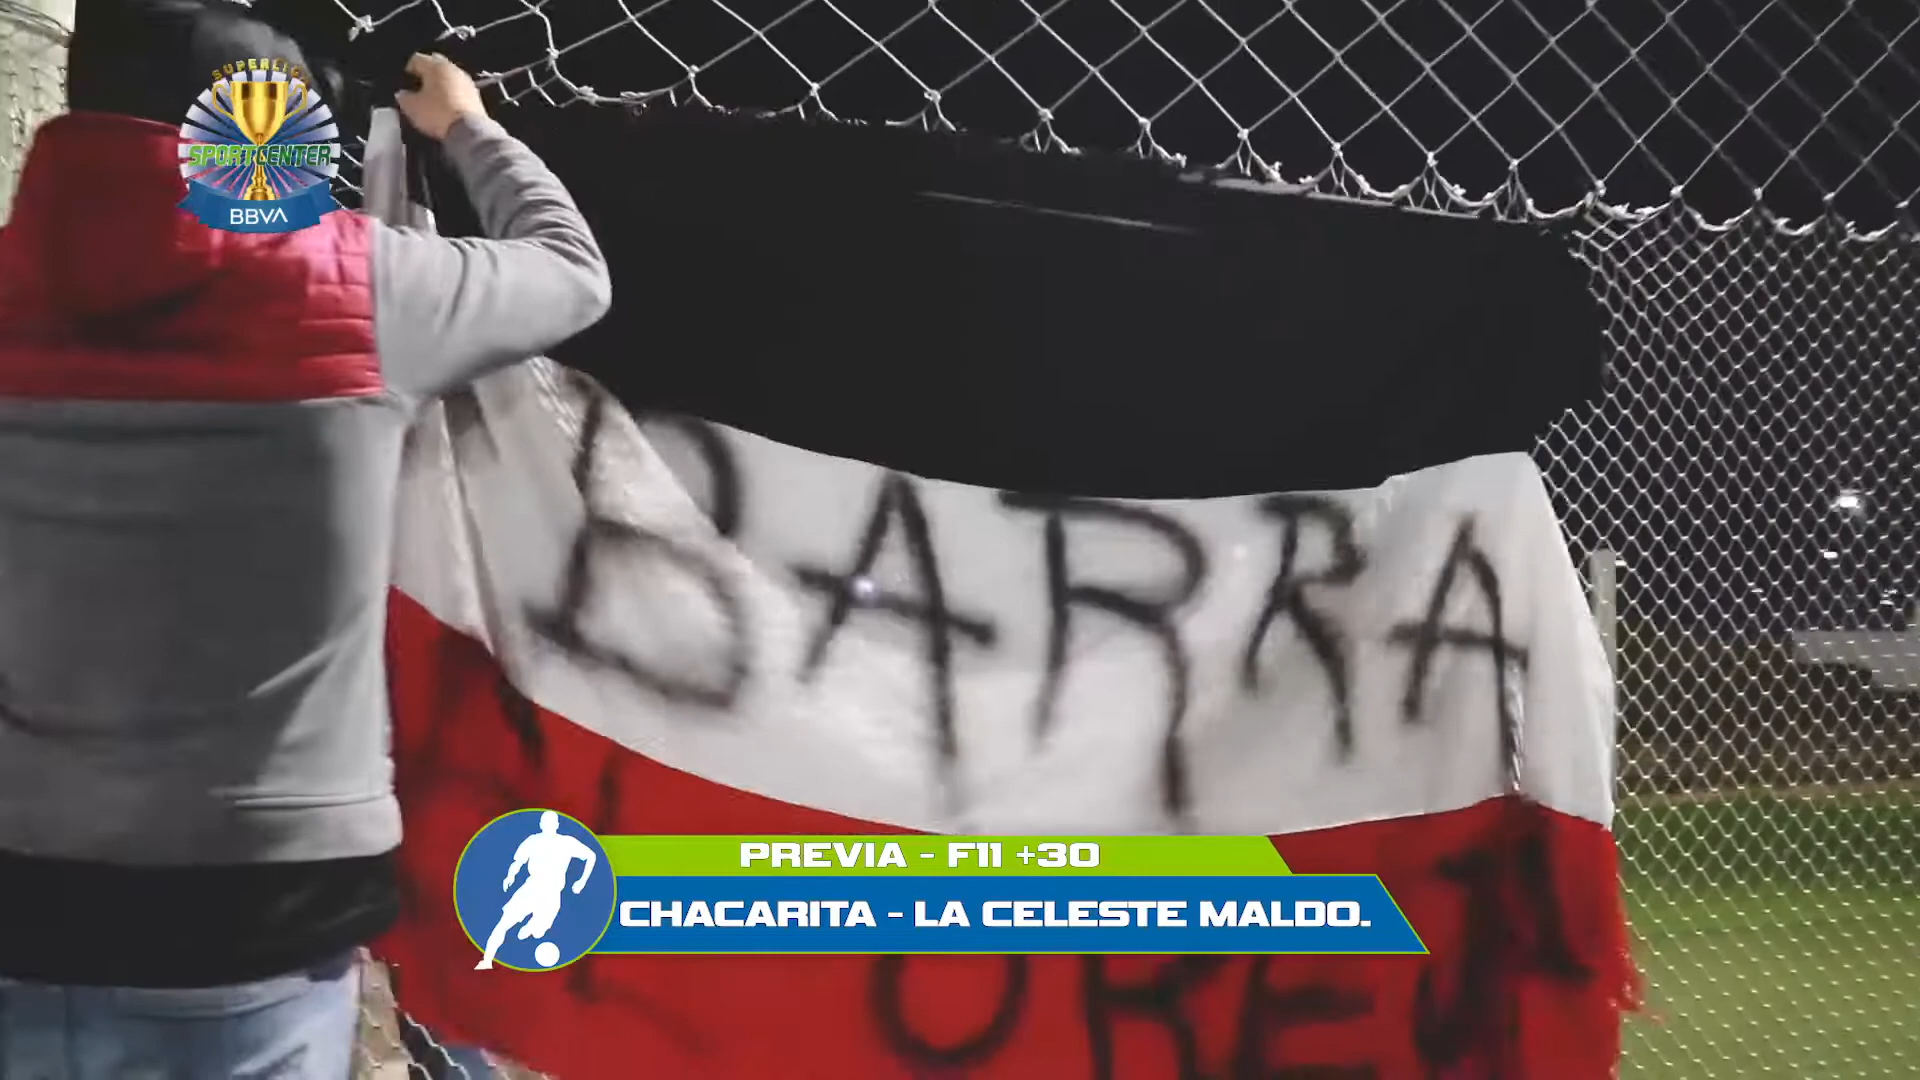 SUPERLIGA
SPORTCENTER
BBVA
BARRA
PREVIA - F11 +30
CHACARITA - LA CELESTE MALDO.